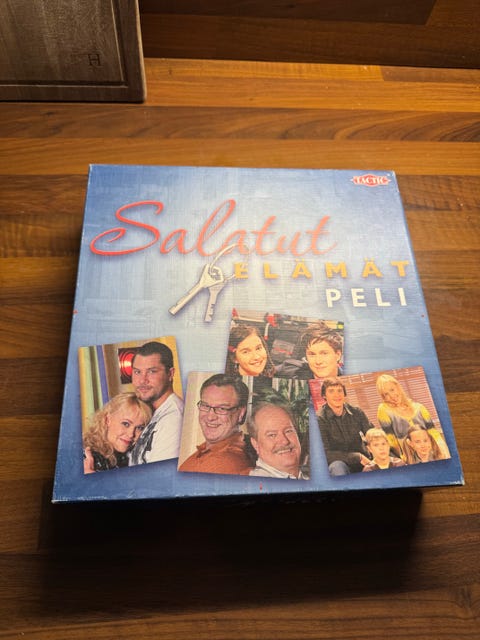 H
TACTIC
Salatut
ELÄMÄT
PELI